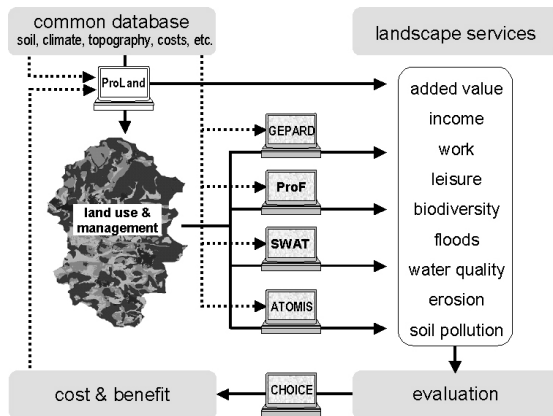 common database
soil, climate, topography, costs, etc.
landscape services
ProLand
added value
income
work
leisure
biodiversity
floods
water quality
erosion
soil pollution
GEPARD
ProF
SWAT
ATOMIS
land use &
management
cost & benefit
CHOICE
evaluation